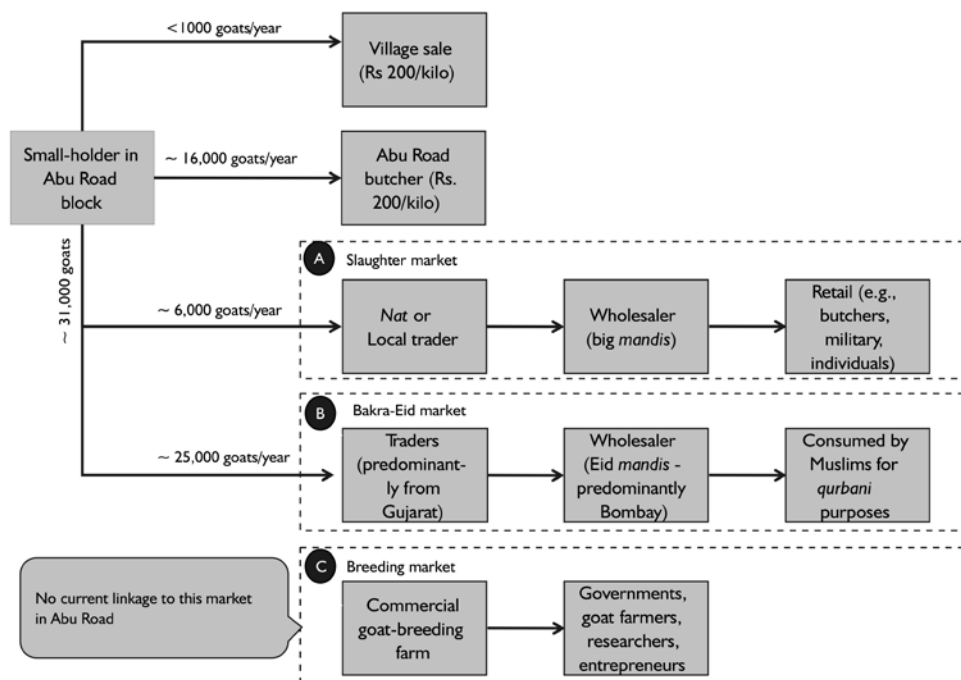 <1000 goats/year
Village sale
(Rs 200/kilo)
Small-holder in
Abu Road
block
~ 16,000 goats/year
Abu Road
butcher (Rs.
200/kilo)
~ 31,000 goats
A
Slaughter market
~ 6,000 goats/year
Nat or
Local trader
Wholesaler
(big mandis)
Retail (e.g.,
butchers,
military,
individuals)
B
Bakra-Eid market
~ 25,000 goats/year
Traders
(predominant-
ly from
Gujarat)
Wholesaler
(Eid mandis -
predominantly
Bombay)
Consumed by
Muslims for
qurbani
purposes
No current linkage to this market
in Abu Road
C
Breeding market
Commercial
goat-breeding
farm
Governments,
goat farmers,
researchers,
entrepreneurs